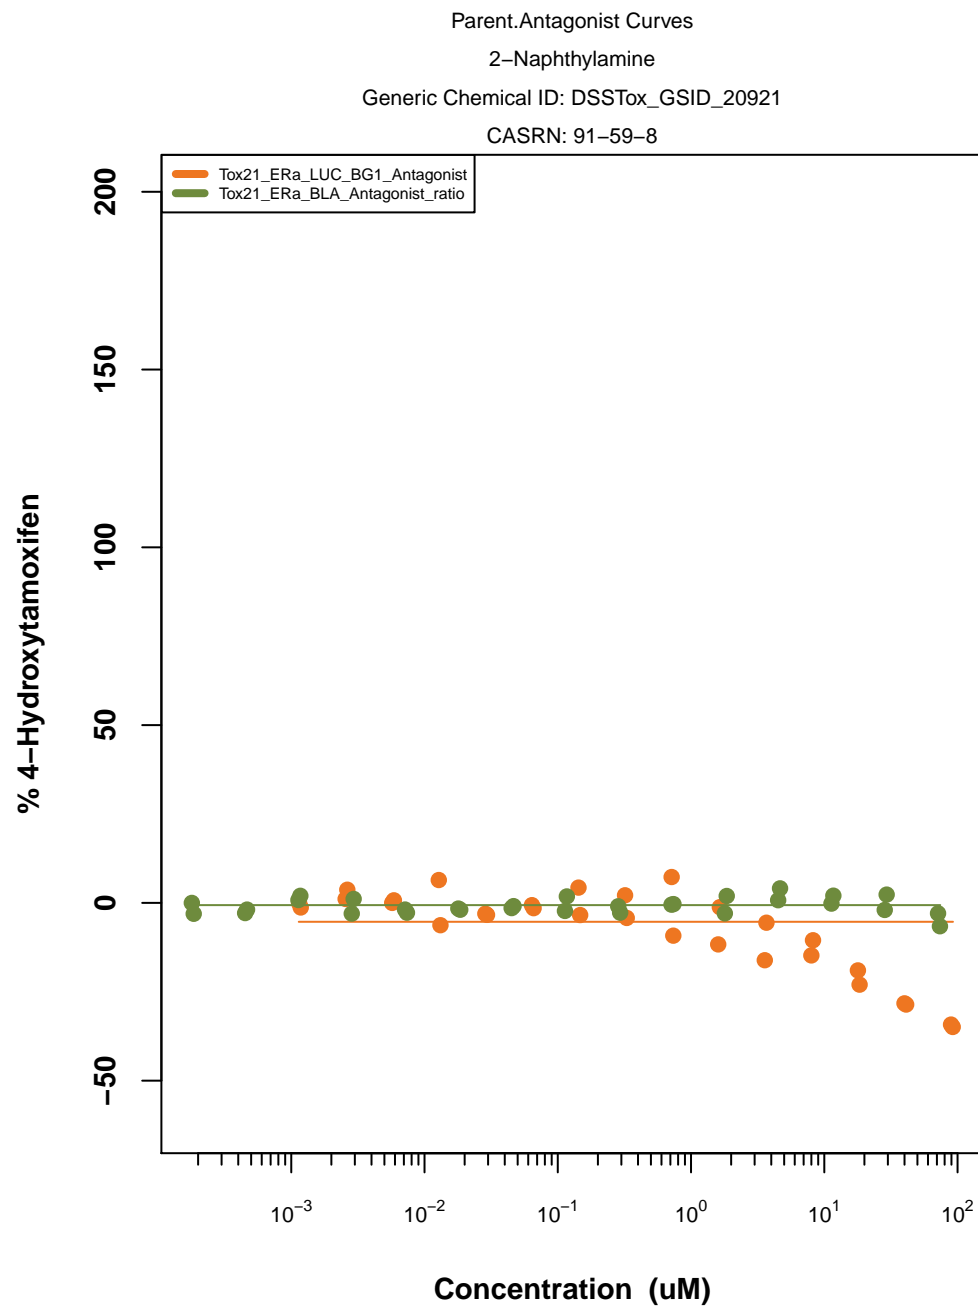 Parent.Antagonist Curves
2−Naphthylamine
Generic Chemical ID: DSSTox_GSID_20921
CASRN: 91−59−8
Tox21_ERa_LUC_BG1_Antagonist
Tox21_ERa_BLA_Antagonist_ratio
200
150
100
50
0
−50
% 4−Hydroxytamoxifen
10⁻³ 10⁻² 10⁻¹ 10⁰ 10¹ 10²
Concentration (uM)